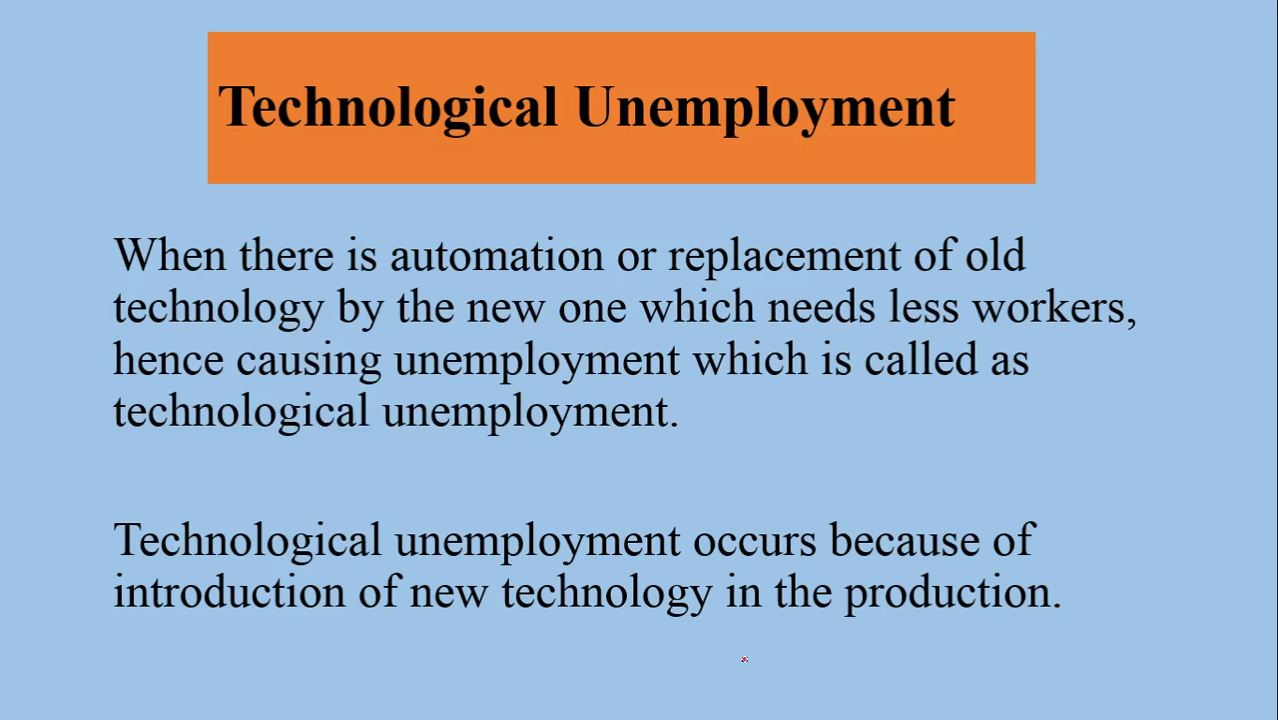 Technological Unemployment
When there is automation or replacement of old
technology by the new one which needs less workers,
hence causing unemployment which is called as
technological unemployment.
Technological unemployment occurs because of
introduction of new technology in the production.